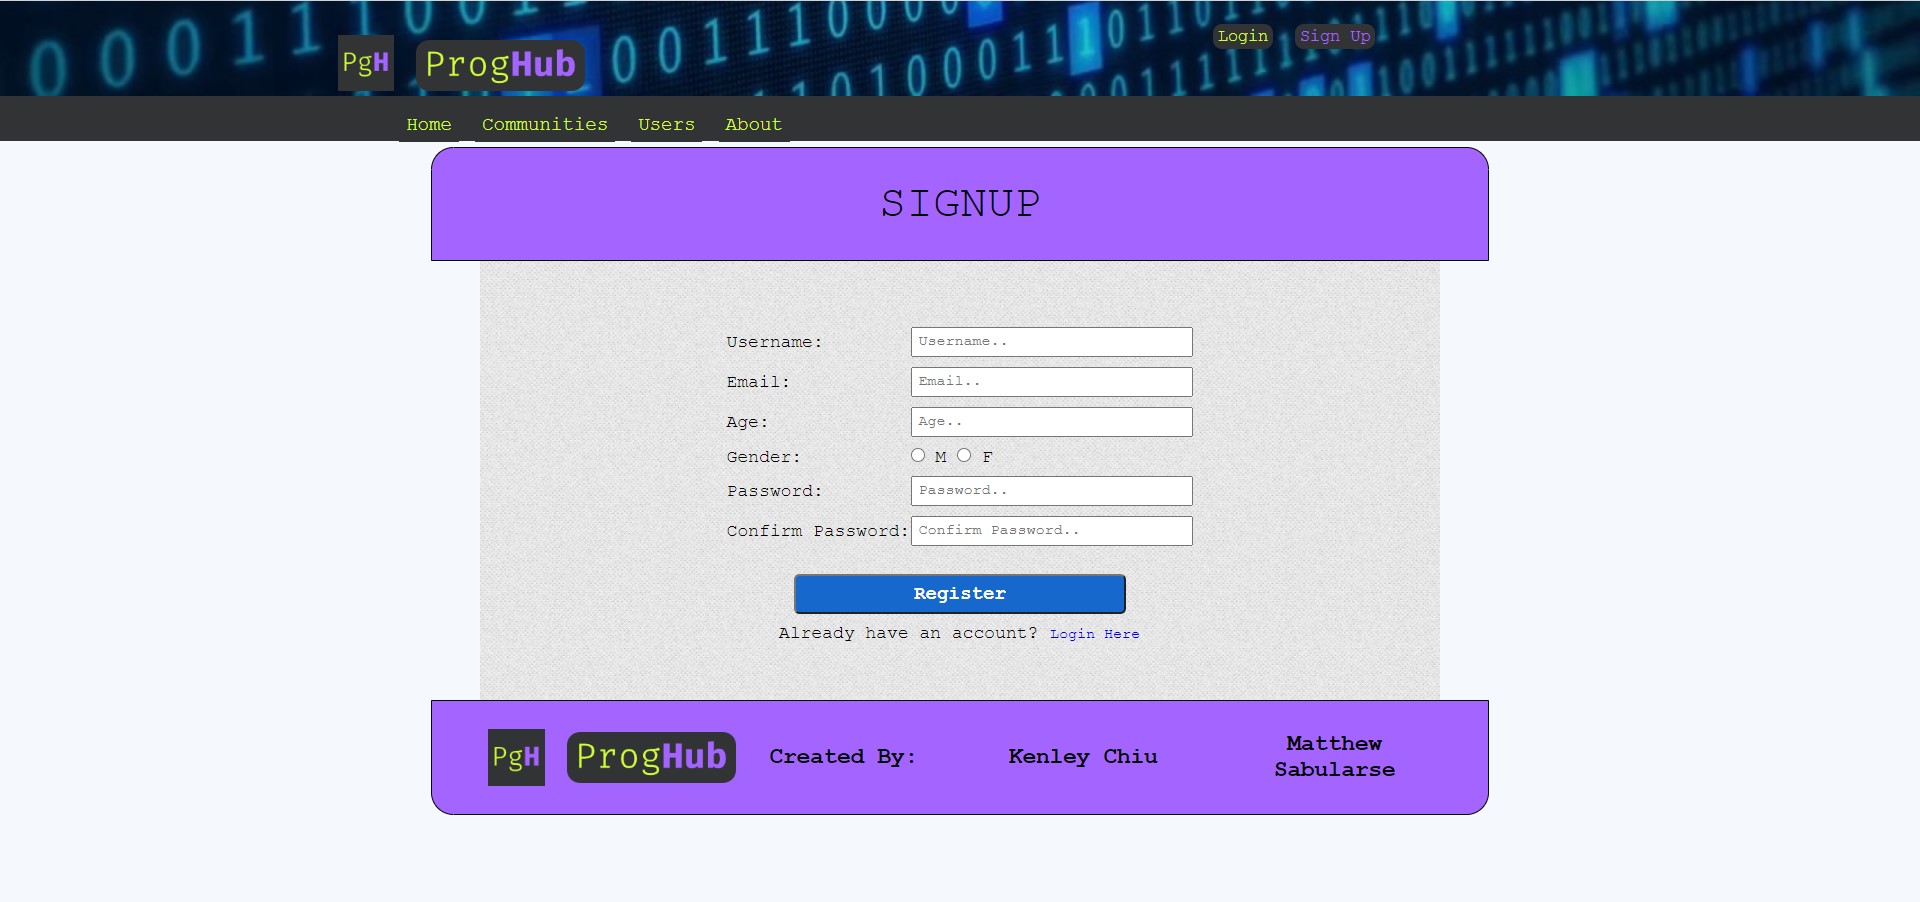 PgH ProgHub
Login Sign Up
Home Communities Users About
SIGNUP
Username: Username..
Email: Email..
Age: Age..
Gender: M F
Password: Password..
Confirm Password: Confirm Password..
Register
Already have an account? Login Here
PgH ProgHub Created By: Kenley Chiu Matthew
Sabularse